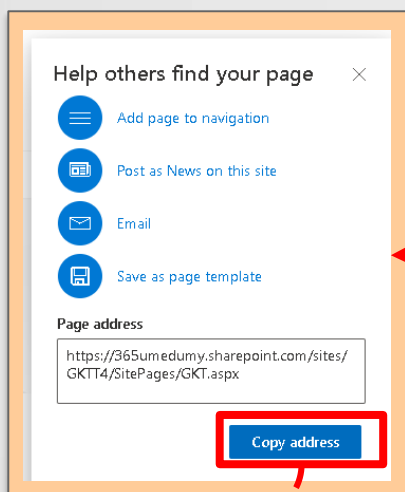 Help others find your page
Add page to navigation
Post as News on this site
Email
Save as page template
Page address
https://365umedumy.sharepoint.com/sites/
GKTT4/SitePages/GKT.aspx
Copy address